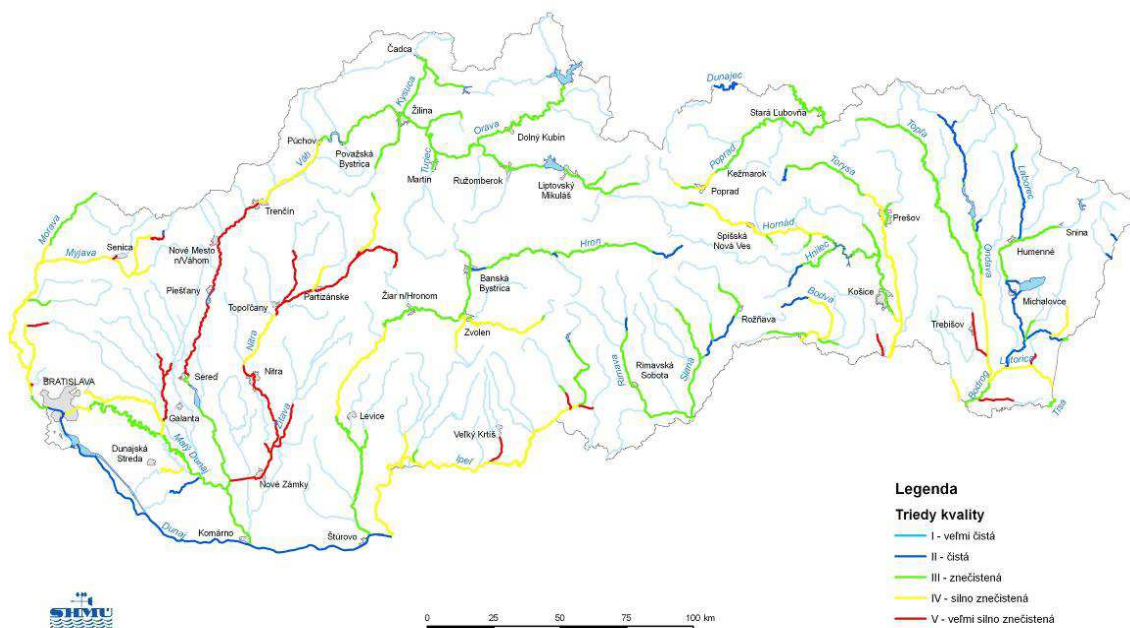 Čadca
Dunajec
Kysuca
Žilina
Stará Ľubovňa
Orava
Dolný Kubín
Topľa
Púchov
Považská
Bystrica
Váh
Turiec
Martin
Ružomberok
Liptovský
Mikuláš
Poprad
Kežmarok
Poprad
Torysa
Laborec
Trenčín
Morava
Senica
Myjava
Nové Mesto
n/Váhom
Spišská
Nová Ves
Hornád
Prešov
Ondava
Snina
Humenné
Hron
Banská
Bystrica
Hnilec
Piešťany
Topoľčany
Partizánske
Žiar n/Hronom
Zvolen
Bodva
Košice
Michalovce
Rožňava
Trebišov
Nitra
Nitra
Rimava
Rimavská
Sobota
Slaná
Latorica
Bodrog
Tisa
BRATISLAVA
Sereď
Galanta
Žitava
Levice
Veľký Krtíš
Ipeľ
Dunajská
Streda
Malý Dunaj
Nové Zámky
Dunaj
Komárno
Štúrovo
Legenda
Triedy kvality
I - veľmi čistá
II - čistá
III - znečistená
IV - silno znečistená
V - veľmi silno znečistená
SHMÚ
0 25 50 75 100 km